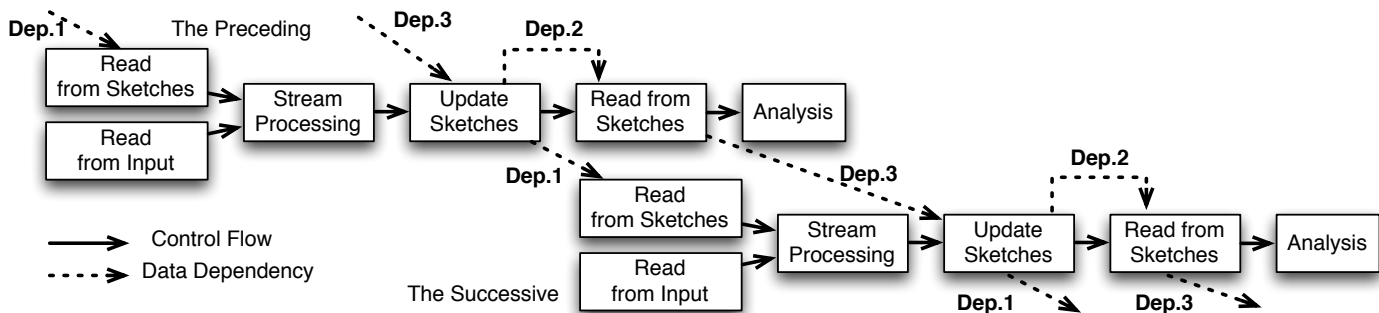 Dep.1
The Preceding
Dep.3
Dep.2
Read
from Sketches
Read
from Input
Stream
Processing
Update
Sketches
Read from
Sketches
Analysis
Dep.1
Dep.3
Dep.2
Read
from Sketches
Read
from Input
Stream
Processing
Update
Sketches
Read from
Sketches
Analysis
Control Flow
Data Dependency
The Successive
Dep.1
Dep.3